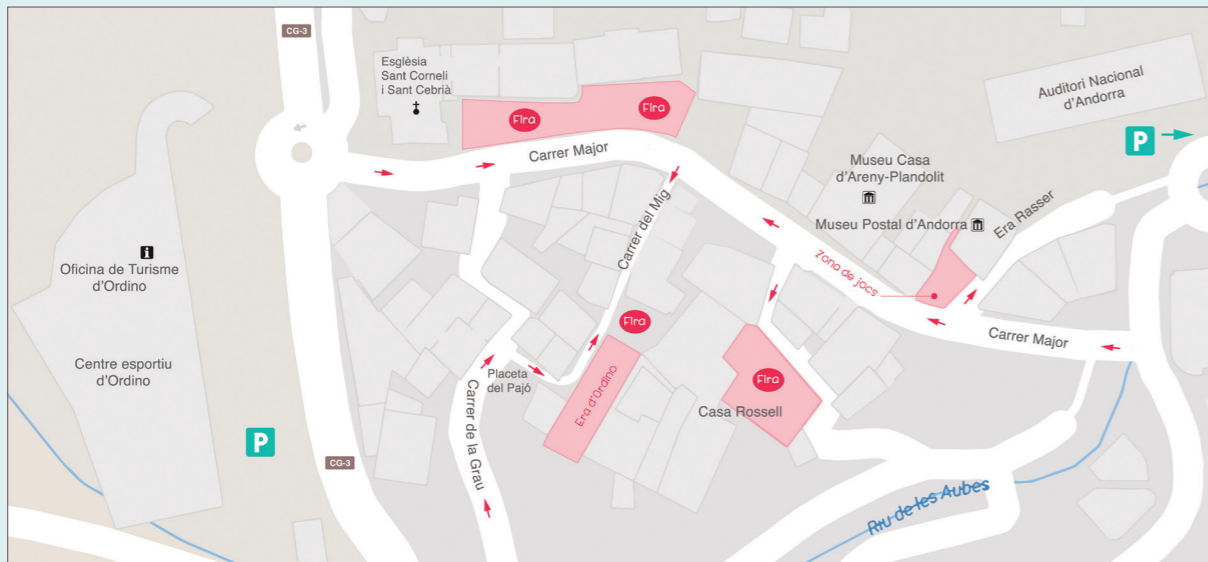 CG-3
Esglèsia
Sant Corneli
i Sant Cebrià
Fira
Fira
Auditori Nacional
d'Andorra
P
Carrer Major
Museu Casa
d'Areny-Plandolit
Museu Postal d'Andorra
Era Rasser
Carrer del Mig
i
Oficina de Turisme
d'Ordino
Zona de jocs
Fira
Carrer Major
Centre esportiu
d'Ordino
Placeta
del Pajó
Era d'Ordino
Fira
Casa Rossell
Carrer de la Grau
P
CG-3
Riu de les Aubes